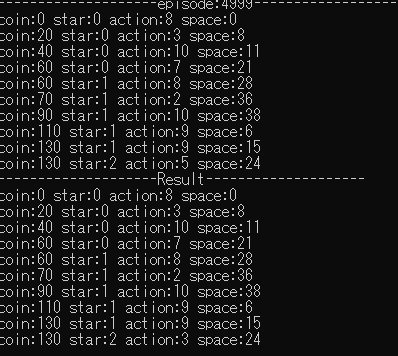 --------------------episode:4999--------------------
coin:0 star:0 action:8 space:0
coin:20 star:0 action:3 space:8
coin:40 star:0 action:10 space:11
coin:60 star:0 action:7 space:21
coin:60 star:1 action:8 space:28
coin:70 star:1 action:2 space:36
coin:90 star:1 action:10 space:38
coin:110 star:1 action:9 space:6
coin:130 star:1 action:9 space:15
coin:130 star:2 action:5 space:24
--------------------Result--------------------
coin:0 star:0 action:8 space:0
coin:20 star:0 action:3 space:8
coin:40 star:0 action:10 space:11
coin:60 star:0 action:7 space:21
coin:60 star:1 action:8 space:28
coin:70 star:1 action:2 space:36
coin:90 star:1 action:10 space:38
coin:110 star:1 action:9 space:6
coin:130 star:1 action:9 space:15
coin:130 star:2 action:3 space:24